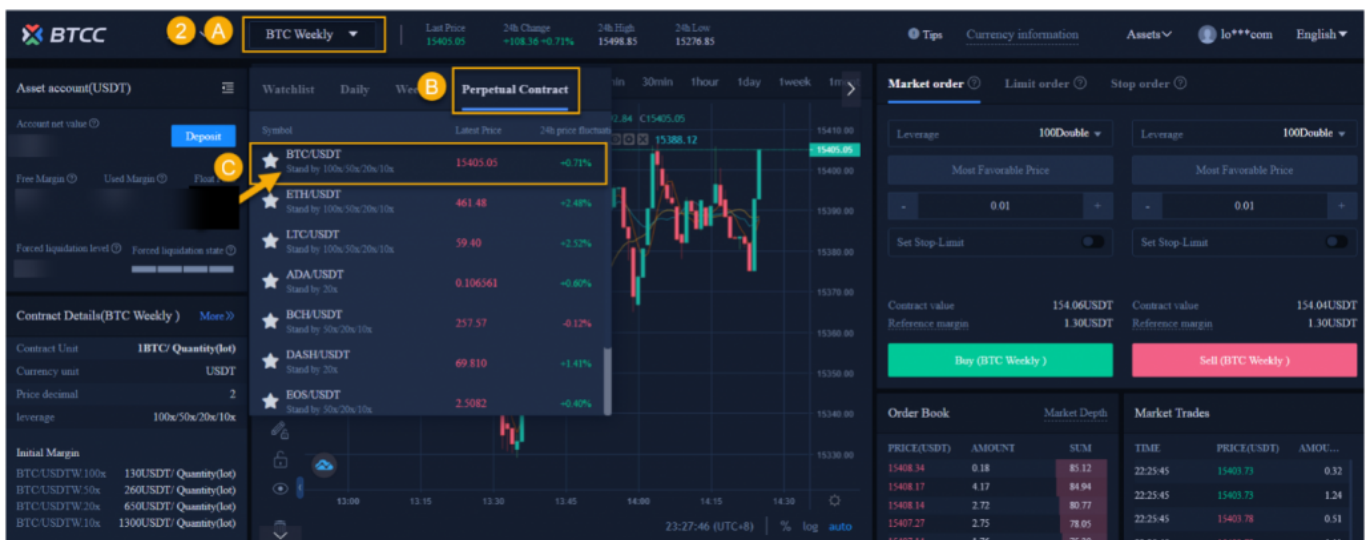 BTCC
2
A
BTC Weekly
Last Price
15405.05
24h Change
+108.36 +0.71%
24h High
15498.85
24h Low
15276.85
Tips
Currency information
Assets
lo***com
English
Asset account(USDT)
Account net value
Deposit
Free Margin
Used Margin
Forced liquidation level
Forced liquidation state
Contract Details(BTC Weekly )
More
Contract Unit 1BTC/ Quantity(lot)
Currency unit USDT
Price decimal 2
leverage 100x/50x/20x/10x
Initial Margin
BTC/USDTW.100x 130USDT/ Quantity(lot)
BTC/USDTW.50x 260USDT/ Quantity(lot)
BTC/USDTW.20x 650USDT/ Quantity(lot)
BTC/USDTW.10x 1300USDT/ Quantity(lot)
Watchlist
Daily
B
Perpetual Contract
Symbol
Latest Price
C
BTC/USDT 15405.05 +0.71%
Stand by 100x/50x/20x/10x
ETH/USDT 461.48 +2.48%
Stand by 100x/50x/20x/10x
LTC/USDT 59.40 +2.52%
Stand by 100x/50x/20x/10x
ADA/USDT 0.106561 +0.60%
Stand by 20x
BCH/USDT 257.57 -0.12%
Stand by 50x/20x/10x
DASH/USDT 69.810 +1.41%
Stand by 20x
EOS/USDT 2.5082 +0.40%
Stand by 50x/20x/10x
30min 1hour 1day 1week
C15405.05
15388.12
15410.00
15405.05
15400.00
15390.00
15380.00
15370.00
15360.00
15350.00
15340.00
15330.00
13:00 13:15 13:30 13:45 14:00 14:15 14:30
23:27:46 (UTC+8) % log auto
Market order
Limit order
Stop order
Leverage 100Double
Leverage 100Double
Most Favorable Price
Most Favorable Price
- 0.01 +
- 0.01 +
Set Stop-Limit
Set Stop-Limit
Contract value 154.06USDT
Reference margin 1.30USDT
Contract value 154.04USDT
Reference margin 1.30USDT
Buy (BTC Weekly )
Sell (BTC Weekly )
Order Book
Market Depth
PRICE(USDT) AMOUNT SUM
15408.34 0.18 85.12
15408.17 4.17 84.94
15408.14 2.72 80.77
15407.27 2.75 78.05
Market Trades
TIME PRICE(USDT) AMOU...
22:25:45 15403.73 0.32
22:25:45 15403.73 1.24
22:25:45 15403.78 0.51